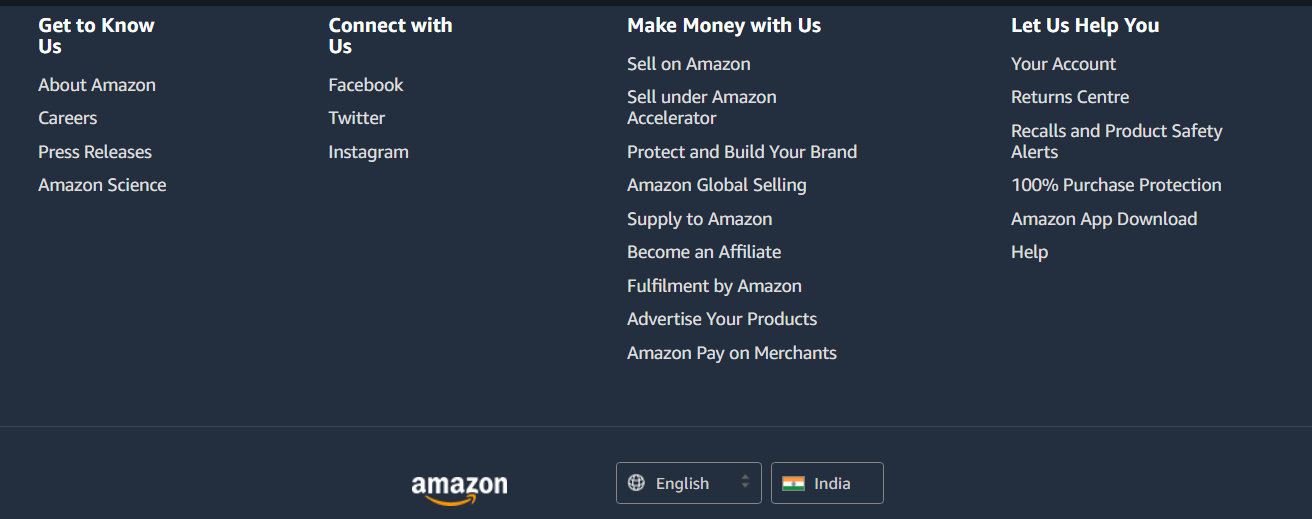 Get to Know
Us
About Amazon
Careers
Press Releases
Amazon Science
Connect with
Us
Facebook
Twitter
Instagram
Make Money with Us
Sell on Amazon
Sell under Amazon
Accelerator
Protect and Build Your Brand
Amazon Global Selling
Supply to Amazon
Become an Affiliate
Fulfilment by Amazon
Advertise Your Products
Amazon Pay on Merchants
Let Us Help You
Your Account
Returns Centre
Recalls and Product Safety
Alerts
100% Purchase Protection
Amazon App Download
Help
amazon
English
India